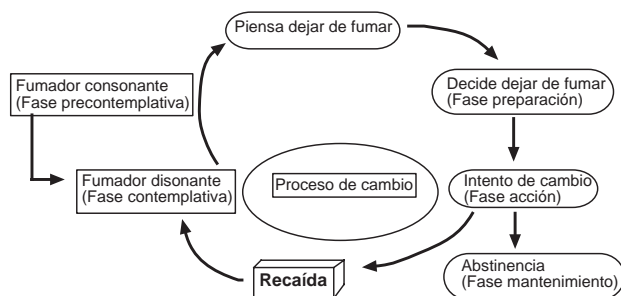 Piensa dejar de fumar
Fumador consonante
(Fase precontemplativa)
Decide dejar de fumar
(Fase preparación)
Fumador disonante
(Fase contemplativa)
Proceso de cambio
Intento de cambio
(Fase acción)
Recaída
Abstinencia
(Fase mantenimiento)